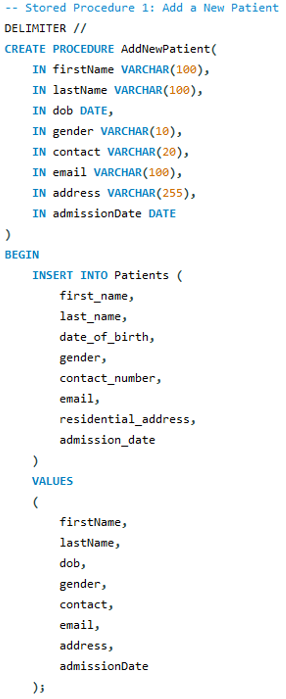 -- Stored Procedure 1: Add a New Patient
DELIMITER //
CREATE PROCEDURE AddNewPatient(
    IN firstName VARCHAR(100),
    IN lastName VARCHAR(100),
    IN dob DATE,
    IN gender VARCHAR(10),
    IN contact VARCHAR(20),
    IN email VARCHAR(100),
    IN address VARCHAR(255),
    IN admissionDate DATE
)
BEGIN
    INSERT INTO Patients (
        first_name,
        last_name,
        date_of_birth,
        gender,
        contact_number,
        email,
        residential_address,
        admission_date
    )
    VALUES
    (
        firstName,
        lastName,
        dob,
        gender,
        contact,
        email,
        address,
        admissionDate
    );